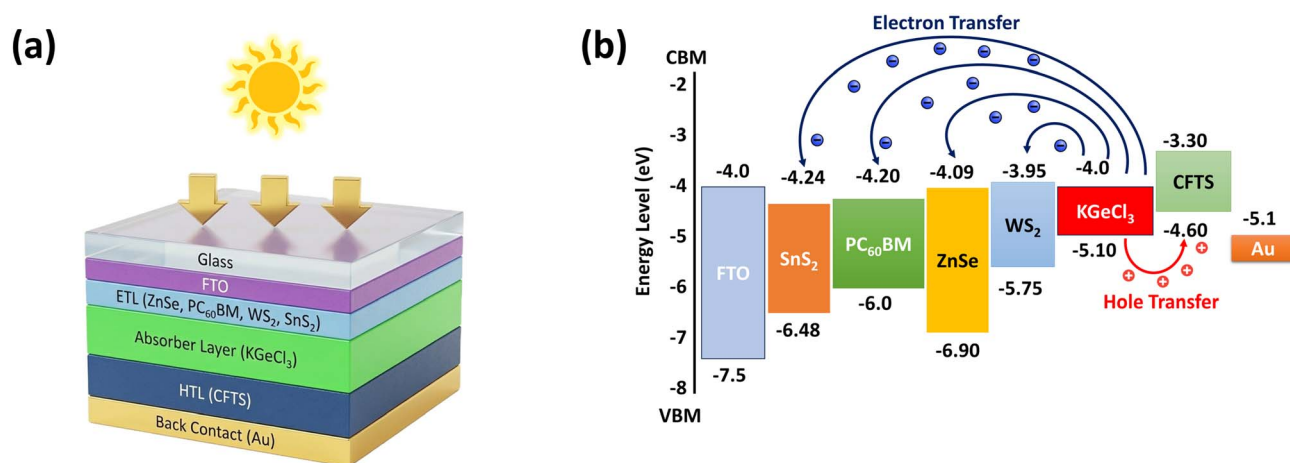 (a)
Glass
FTO
ETL (ZnSe, PC₆₀BM, WS₂, SnS₂)
Absorber Layer (KGeCl₃)
HTL (CFTS)
Back Contact (Au)
(b)
Electron Transfer
CBM
-2
-3
-4
-5
-6
-7
-8
VBM
Energy Level (eV)
-4.0
FTO
-7.5
-4.24
SnS₂
-6.48
-4.20
PC₆₀BM
-6.0
-4.09
ZnSe
-6.90
-3.95
WS₂
-5.75
-4.0
KGeCl₃
-5.10
-3.30
CFTS
-4.60
-5.1
Au
Hole Transfer